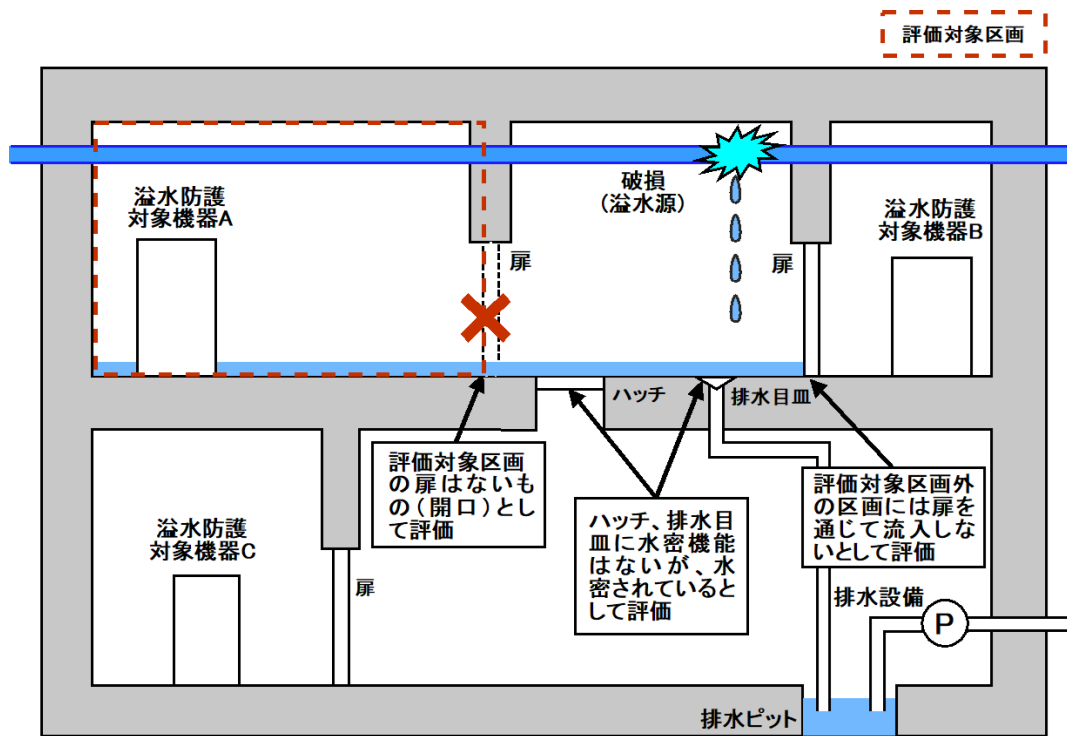 評価対象区画
溢水防護
対象機器A
扉
破損
(溢水源)
扉
溢水防護
対象機器B
ハッチ
排水目皿
評価対象区画
の扉はないも
の(開口)とし
て評価
ハッチ、排水目
皿に水密機能
はないが、水
密されていると
して評価
評価対象区画外
の区画には扉を
通じて流入しな
いとして評価
溢水防護
対象機器C
扉
排水設備
P
排水ピット